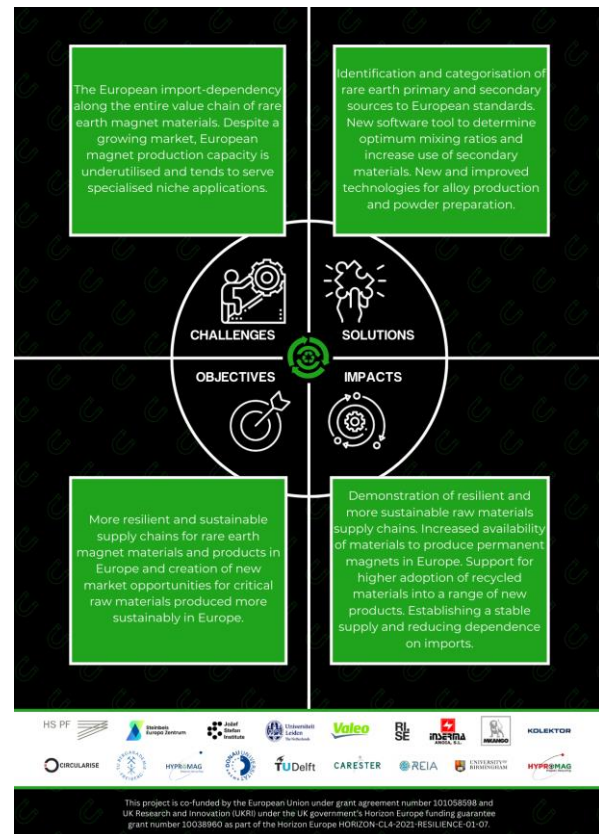 The European import-dependency
along the entire value chain of rare
earth magnet materials. Despite a
growing market, European
magnet production capacity is
underutilised and tends to serve
specialised niche applications.
Identification and categorisation of
rare earth primary and secondary
sources to European standards.
New software tool to determine
optimum mixing ratios and
increase use of secondary
materials. New and improved
technologies for alloy production
and powder preparation.
CHALLENGES
SOLUTIONS
OBJECTIVES
IMPACTS
More resilient and sustainable
supply chains for rare earth
magnet materials and products in
Europe and creation of new
market opportunities for critical
raw materials produced more
sustainably in Europe.
Demonstration of resilient and
more sustainable raw materials
supply chains. Increased availability
of materials to produce permanent
magnets in Europe. Support for
higher adoption of recycled
materials into a range of new
products. Establishing a stable
supply and reducing dependence
on imports.
HS PF
Steinbeis
Europa Zentrum
Jožef
Stefan
Institute
Universiteit
Leiden
The Netherlands
Valeo
RI.
SE
inSERMA
ANOIA, S.L.
MKANGO
KOLEKTOR
CIRCULARISE
HYPROMAG
TUDelft
CARESTER
REIA
UNIVERSITY OF
BIRMINGHAM
HYPROMAG
This project is co-funded by the European Union under grant agreement number 101058598 and
UK Research and Innovation (UKRI) under the UK government's Horizon Europe funding guarantee
grant number 10038960 as part of the Horizon Europe HORIZON-CL4-2021-RESILIENCE-01-07.